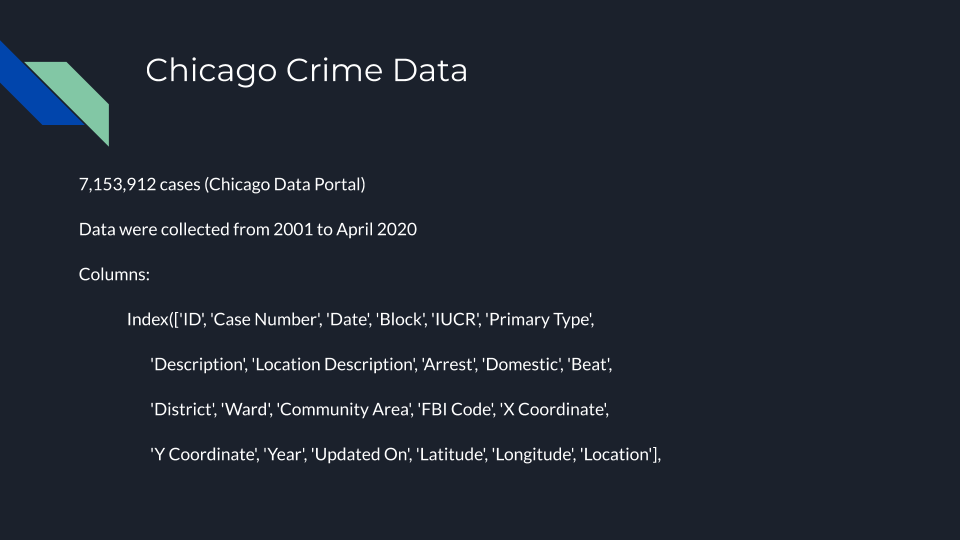 Chicago Crime Data
7,153,912 cases (Chicago Data Portal)
Data were collected from 2001 to April 2020
Columns:
Index(['ID', 'Case Number', 'Date', 'Block', 'IUCR', 'Primary Type',
'Description', 'Location Description', 'Arrest', 'Domestic', 'Beat',
'District', 'Ward', 'Community Area', 'FBI Code', 'X Coordinate',
'Y Coordinate', 'Year', 'Updated On', 'Latitude', 'Longitude', 'Location'],